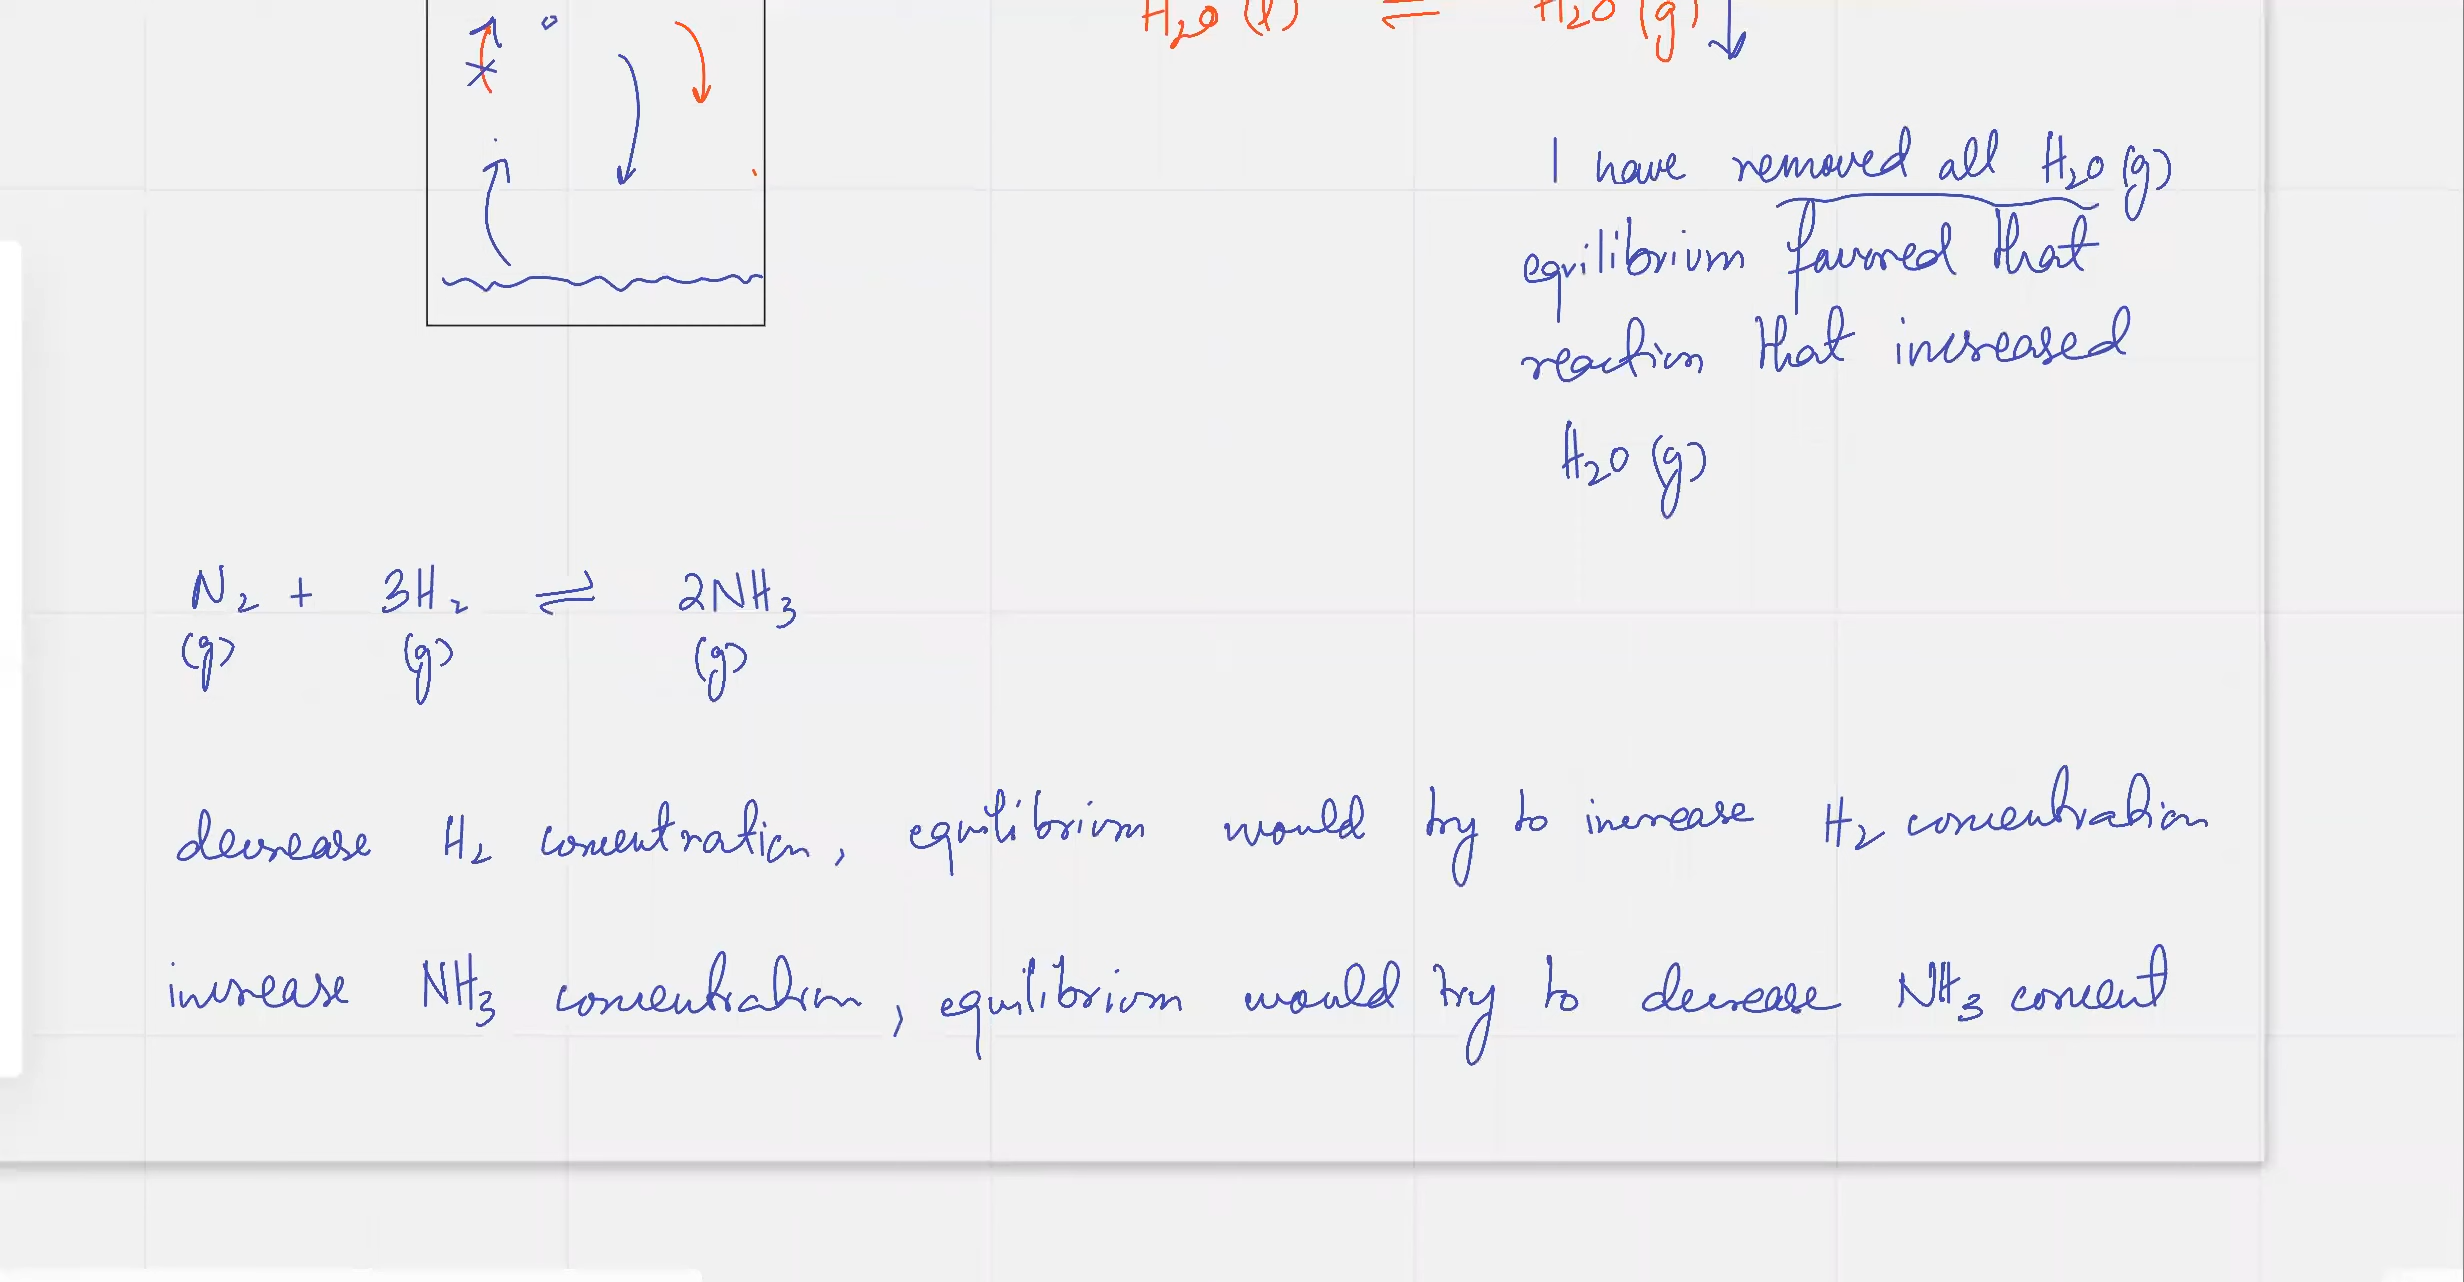 H₂O (l) ⇌ H₂O (g) ↓
I have removed all H₂O (g)
equilibrium favored that
reaction that increased
H₂O (g)
N₂ + 3H₂ ⇌ 2NH₃
(g) (g) (g)
decrease H₂ concentration, equilibrium would try to increase H₂ concentration
increase NH₃ concentration, equilibrium would try to decrease NH₃ concent